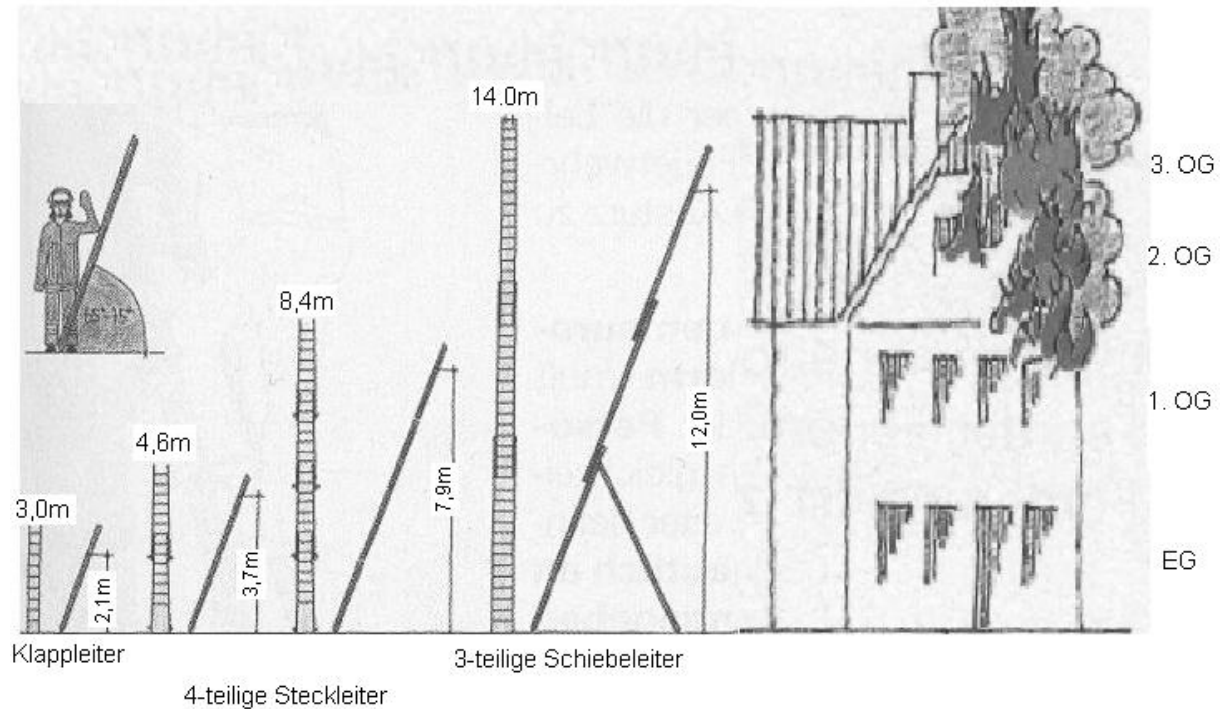 14.0m
8,4m
4,6m
3,0m
2,1m
3,7m
7,9m
12,0m
3. OG
2. OG
1. OG
EG
Klappleiter
3-teilige Schiebeleiter
4-teilige Steckleiter